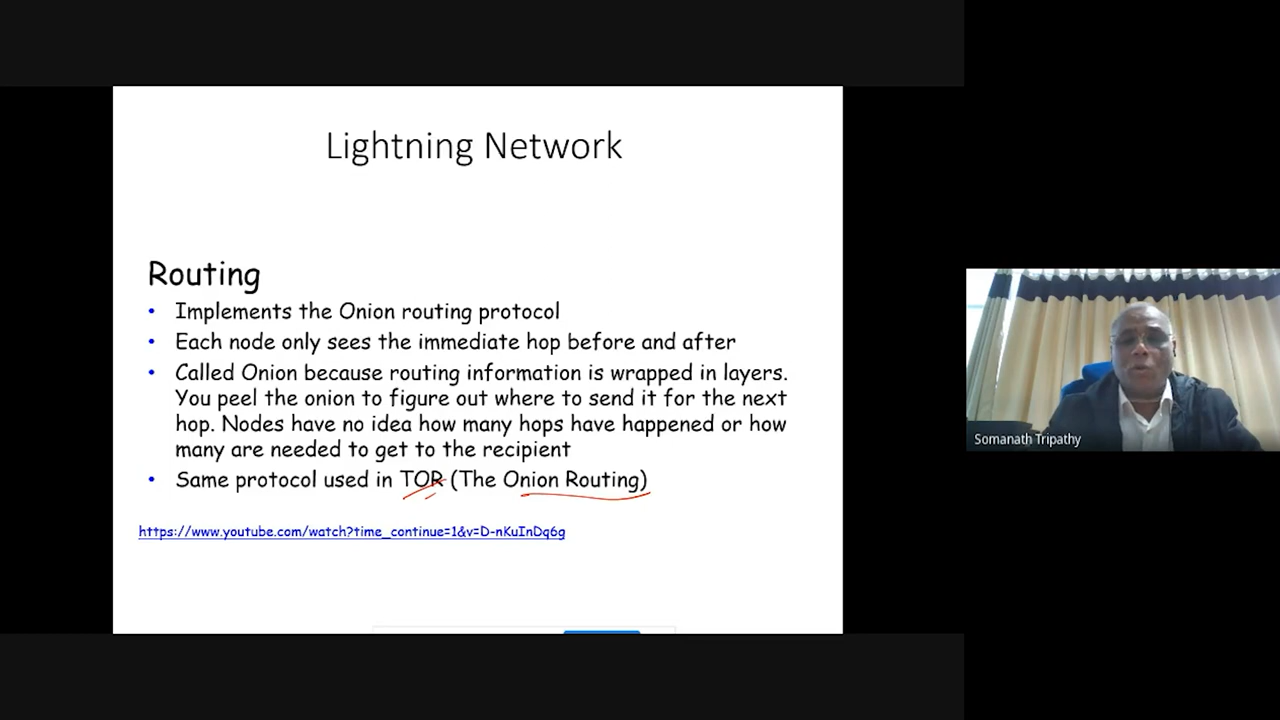 Lightning Network
Routing
• Implements the Onion routing protocol
• Each node only sees the immediate hop before and after
• Called Onion because routing information is wrapped in layers.
You peel the onion to figure out where to send it for the next
hop. Nodes have no idea how many hops have happened or how
many are needed to get to the recipient
• Same protocol used in TOR (The Onion Routing)
https://www.youtube.com/watch?time_continue=1&v=D-nKuInDq6g
Somanath Tripathy